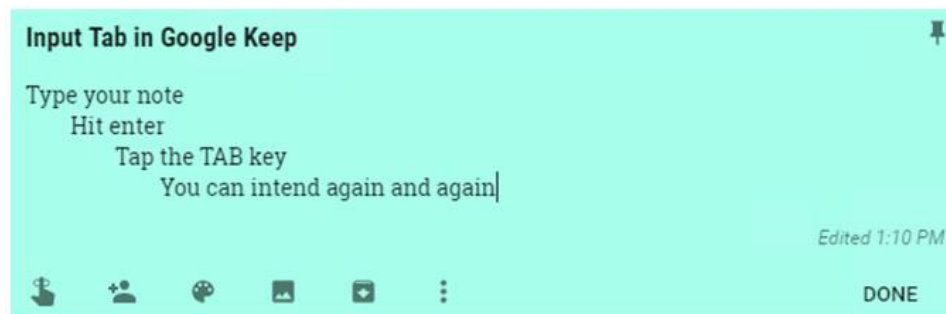 Input Tab in Google Keep
Type your note
Hit enter
Tap the TAB key
You can intend again and again
Edited 1:10 PM
DONE